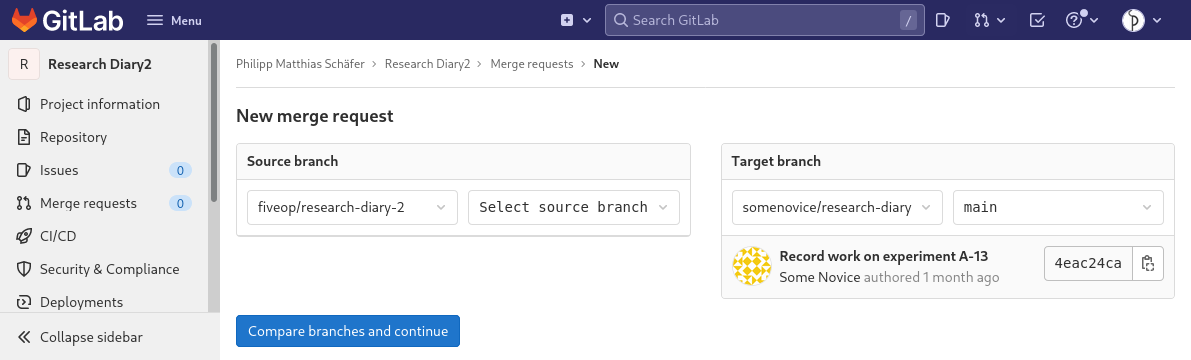 GitLab Menu Search GitLab /
R Research Diary2
Project information
Repository
Issues 0
Merge requests 0
CI/CD
Security & Compliance
Deployments
Collapse sidebar
Philipp Matthias Schäfer > Research Diary2 > Merge requests > New
New merge request
Source branch
fiveop/research-diary-2 Select source branch
Target branch
somenovice/research-diary main
Record work on experiment A-13
Some Novice authored 1 month ago
4eac24ca
Compare branches and continue